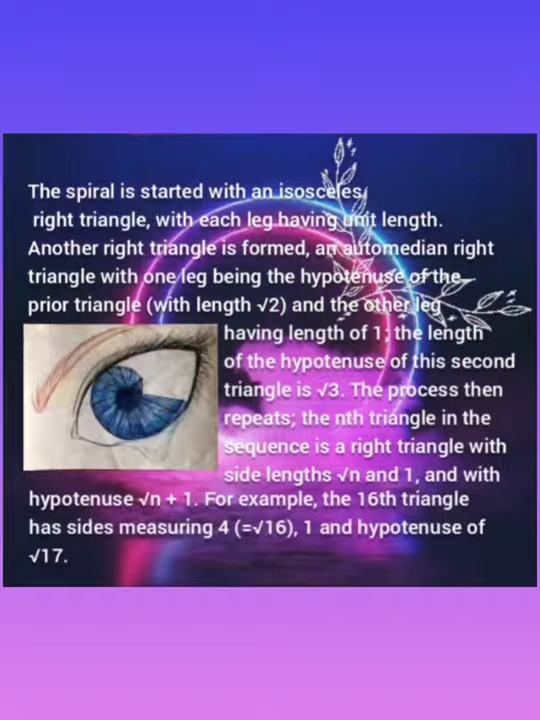 The spiral is started with an isosceles
right triangle, with each leg having unit length.
Another right triangle is formed, an automedian right
triangle with one leg being the hypotenuse of the
prior triangle (with length √2) and the other leg
having length of 1; the length
of the hypotenuse of this second
triangle is √3. The process then
repeats; the nth triangle in the
sequence is a right triangle with
side lengths √n and 1, and with
hypotenuse √n + 1. For example, the 16th triangle
has sides measuring 4 (=√16), 1 and hypotenuse of
√17.